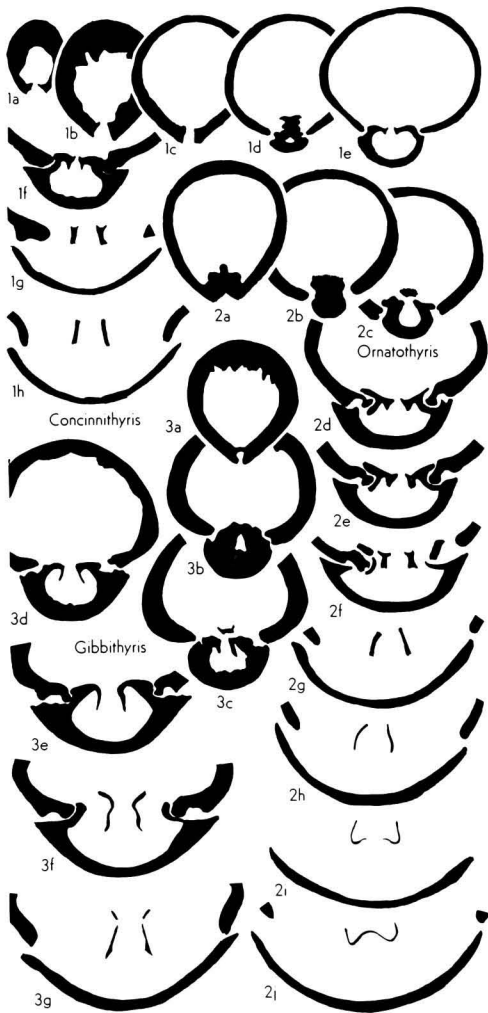 1a
1b
1c
1d
1e
1f
1g
1h
Concinnithyris
2a
2b
2c
Ornatothyris
2d
2e
2f
2g
2h
2i
2j
3a
3b
3c
3d
Gibbithyris
3e
3f
3g